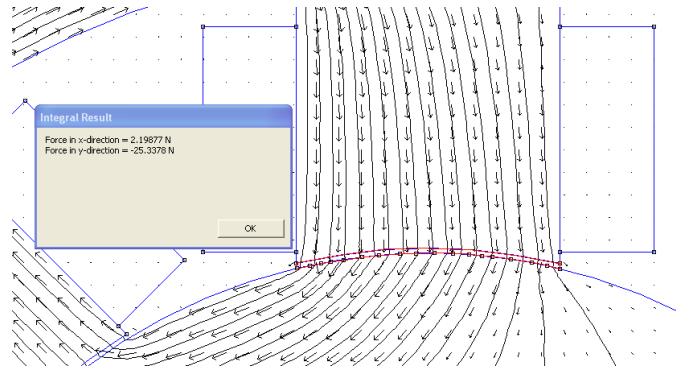 Integral Result
Force in x-direction = 2.19877 N
Force in y-direction = -25.3378 N
OK